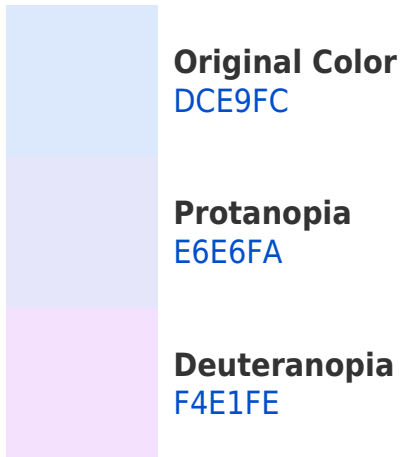 Original Color
DCE9FC
Protanopia
E6E6FA
Deuteranopia
F4E1FE